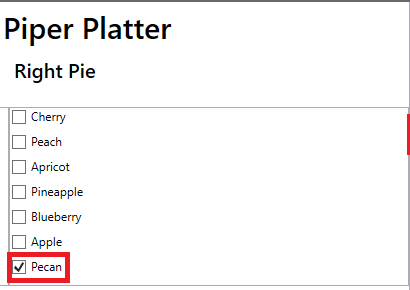 Piper Platter
Right Pie
Cherry
Peach
Apricot
Pineapple
Blueberry
Apple
Pecan